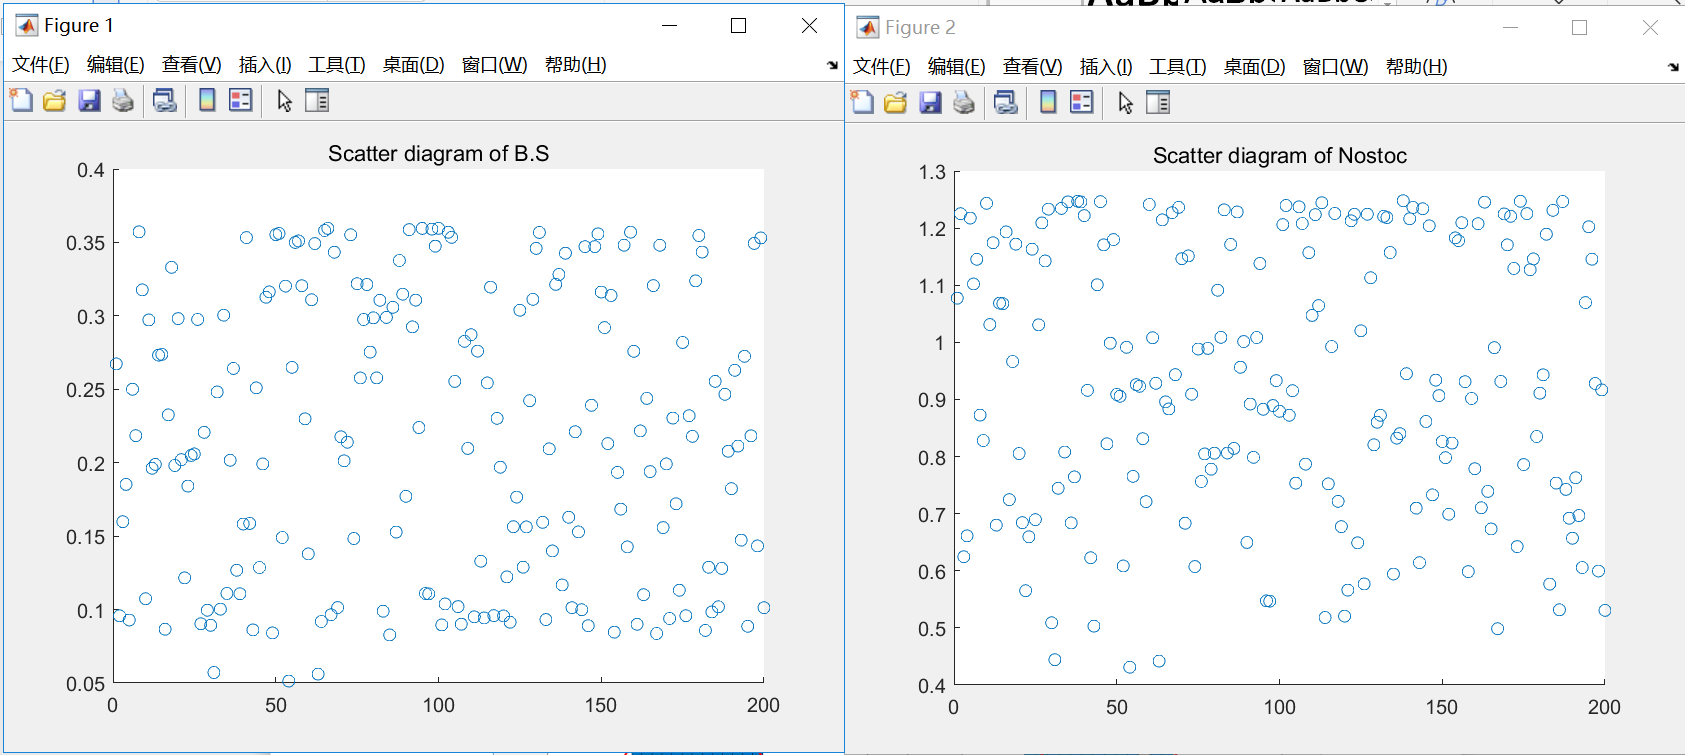 Figure 1
文件(F) 编辑(E) 查看(V) 插入(I) 工具(T) 桌面(D) 窗口(W) 帮助(H)
Scatter diagram of B.S
0.4
0.35
0.3
0.25
0.2
0.15
0.1
0.05
0 50 100 150 200
Figure 2
文件(F) 编辑(E) 查看(V) 插入(I) 工具(T) 桌面(D) 窗口(W) 帮助(H)
Scatter diagram of Nostoc
1.3
1.2
1.1
1
0.9
0.8
0.7
0.6
0.5
0.4
0 50 100 150 200